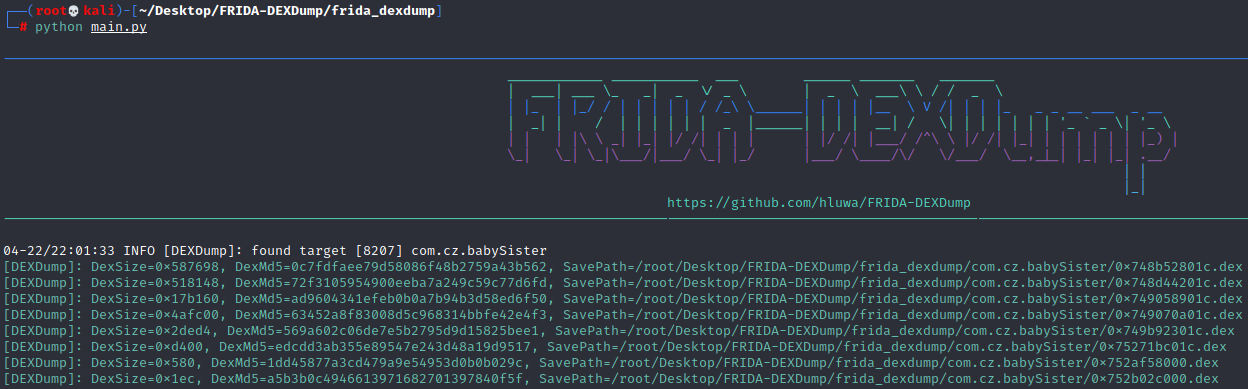 (root💀kali)-[~/Desktop/FRIDA-DEXDump/frida_dexdump]
# python main.py
FRIDA-DEXDump
https://github.com/hluwa/FRIDA-DEXDump
04-22/22:01:33 INFO [DEXDump]: found target [8207] com.cz.babySister
[DEXDump]: DexSize=0×587698, DexMd5=0c7fdfaee79d58086f48b2759a43b562, SavePath=/root/Desktop/FRIDA-DEXDump/frida_dexdump/com.cz.babySister/0×748b52801c.dex
[DEXDump]: DexSize=0×518148, DexMd5=72f3105954900eeba7a249c59c77d6fd, SavePath=/root/Desktop/FRIDA-DEXDump/frida_dexdump/com.cz.babySister/0×748d44201c.dex
[DEXDump]: DexSize=0×17b160, DexMd5=ad9604341efeb0b0a7b94b3d58ed6f50, SavePath=/root/Desktop/FRIDA-DEXDump/frida_dexdump/com.cz.babySister/0×749058901c.dex
[DEXDump]: DexSize=0×4afc00, DexMd5=63452a8f83008d5c968314bbfe42e4f3, SavePath=/root/Desktop/FRIDA-DEXDump/frida_dexdump/com.cz.babySister/0×749070a01c.dex
[DEXDump]: DexSize=0×2ded4, DexMd5=569a602c06de7e5b2795d9d15825bee1, SavePath=/root/Desktop/FRIDA-DEXDump/frida_dexdump/com.cz.babySister/0×749b92301c.dex
[DEXDump]: DexSize=0×d400, DexMd5=edcdd3ab355e89547e243d48a19d9517, SavePath=/root/Desktop/FRIDA-DEXDump/frida_dexdump/com.cz.babySister/0×75271bc01c.dex
[DEXDump]: DexSize=0×580, DexMd5=1dd45877a3cd479a9e54953d0b0b029c, SavePath=/root/Desktop/FRIDA-DEXDump/frida_dexdump/com.cz.babySister/0×752af58000.dex
[DEXDump]: DexSize=0×1ec, DexMd5=a5b3b0c4946613971682701397840f5f, SavePath=/root/Desktop/FRIDA-DEXDump/frida_dexdump/com.cz.babySister/0×752b02c000.dex